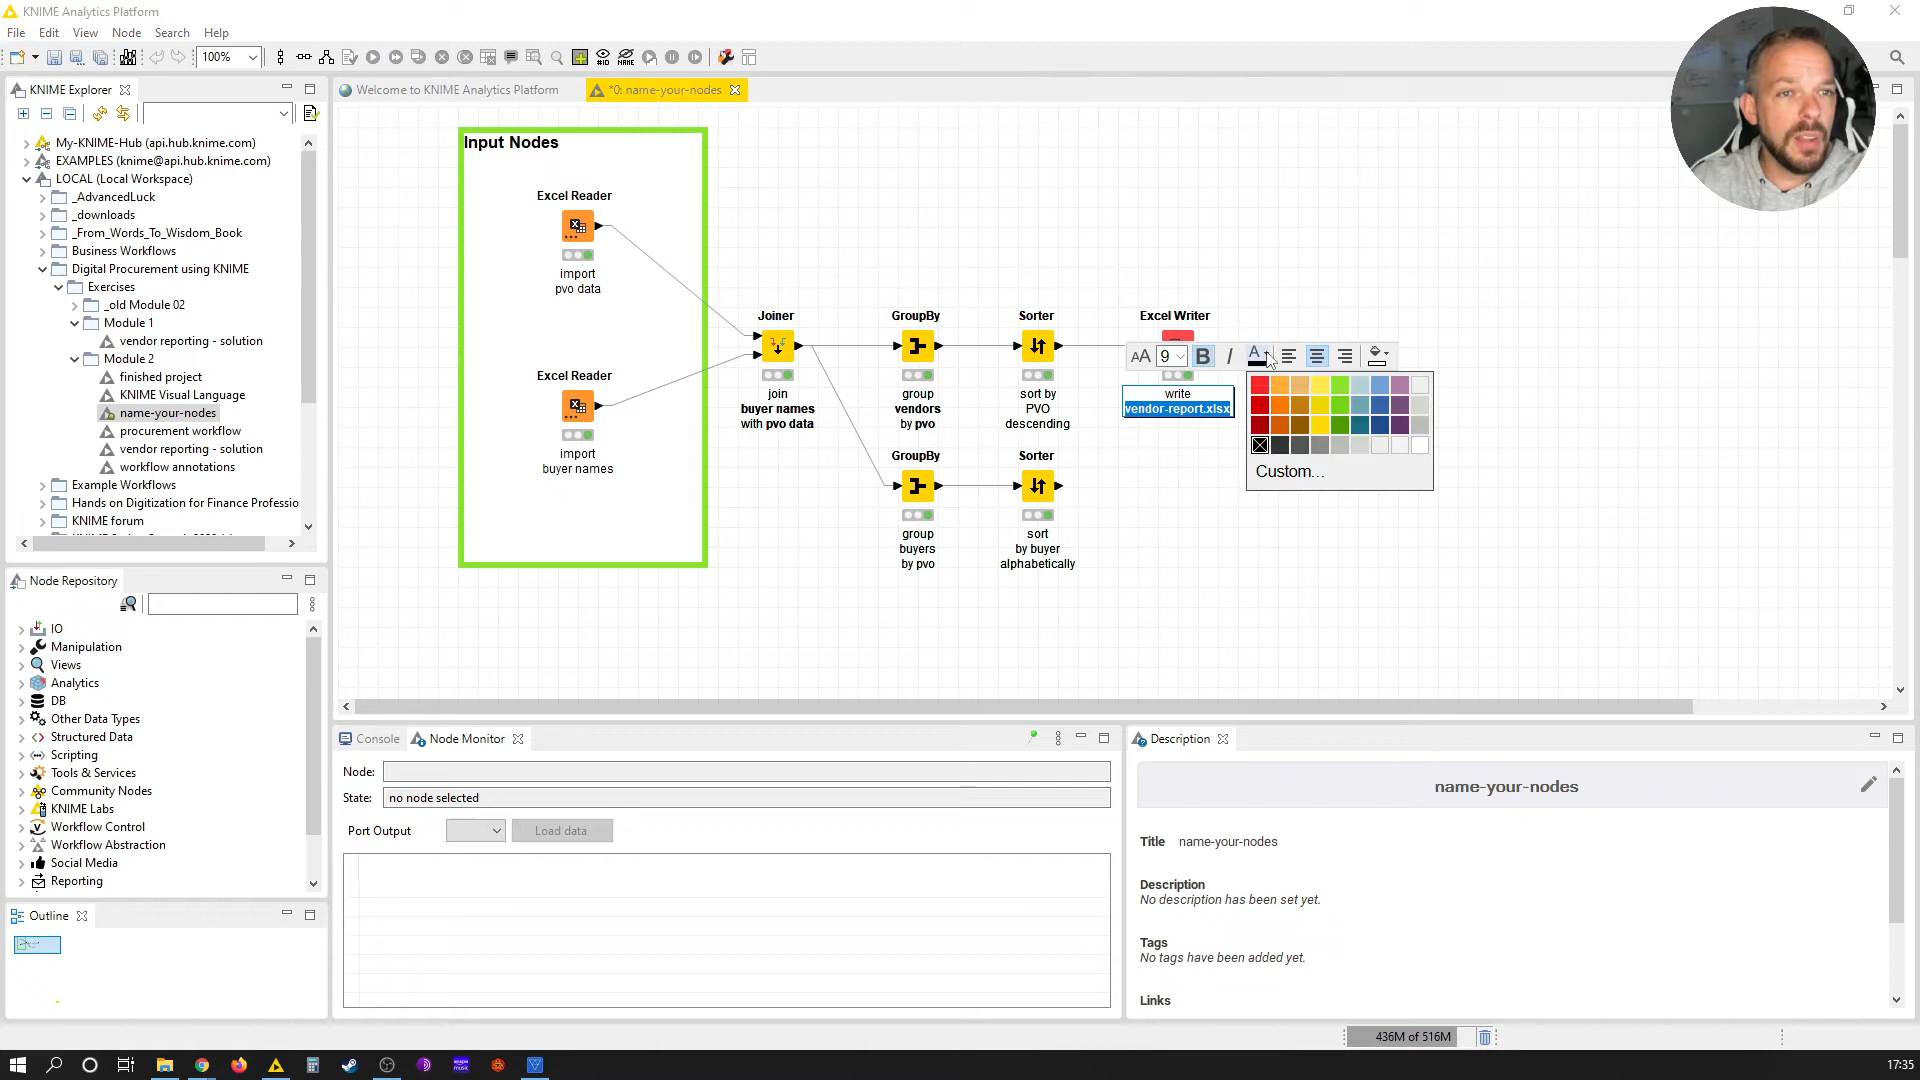 KNIME Analytics Platform
File Edit View Node Search Help
100%
#ID
NAME
KNIME Explorer
Welcome to KNIME Analytics Platform
*0: name-your-nodes
My-KNIME-Hub (api.hub.knime.com)
EXAMPLES (knime@api.hub.knime.com)
LOCAL (Local Workspace)
_AdvancedLuck
_downloads
_From_Words_To_Wisdom_Book
Business Workflows
Digital Procurement using KNIME
Exercises
_old Module 02
Module 1
vendor reporting - solution
Module 2
finished project
KNIME Visual Language
name-your-nodes
procurement workflow
vendor reporting - solution
workflow annotations
Example Workflows
Hands on Digitization for Finance Professio
KNIME forum
Input Nodes
Excel Reader
import
pvo data
Excel Reader
import
buyer names
Joiner
join
buyer names
with pvo data
GroupBy
group
vendors
by pvo
Sorter
sort by
PVO
descending
Excel Writer
AA 9 B I A
write
vendor-report.xlsx
Custom...
GroupBy
group
buyers
by pvo
Sorter
sort
by buyer
alphabetically
Node Repository
IO
Manipulation
Views
Analytics
DB
Other Data Types
Structured Data
Scripting
Tools & Services
Community Nodes
KNIME Labs
Workflow Control
Workflow Abstraction
Social Media
Reporting
Outline
Console
Node Monitor
Node:
State: no node selected
Port Output
Load data
Description
name-your-nodes
Title name-your-nodes
Description
No description has been set yet.
Tags
No tags have been added yet.
Links
436M of 516M
17:35